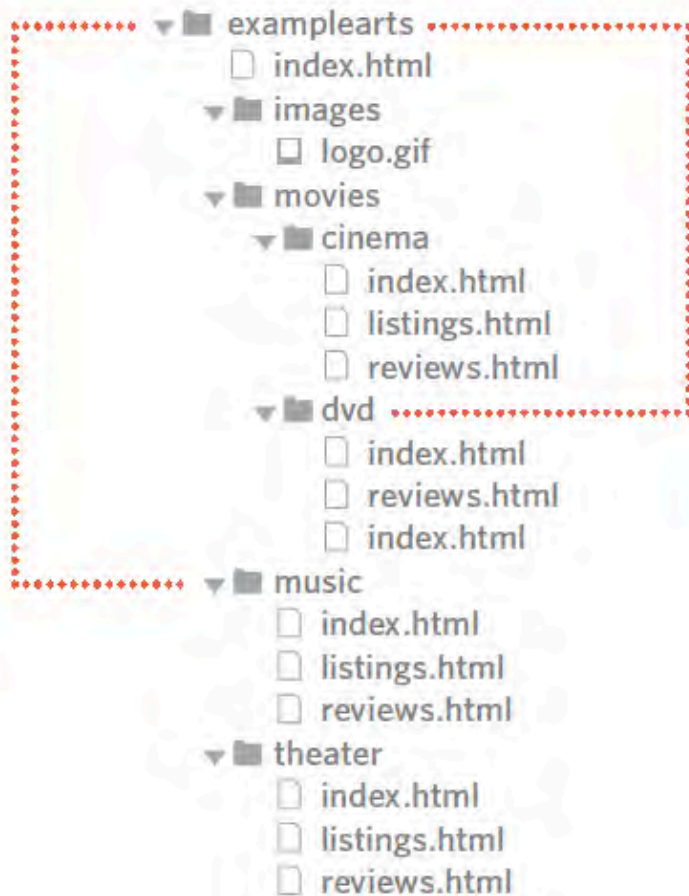 examplearts
index.html
images
logo.gif
movies
cinema
index.html
listings.html
reviews.html
dvd
index.html
reviews.html
index.html
music
index.html
listings.html
reviews.html
theater
index.html
listings.html
reviews.html